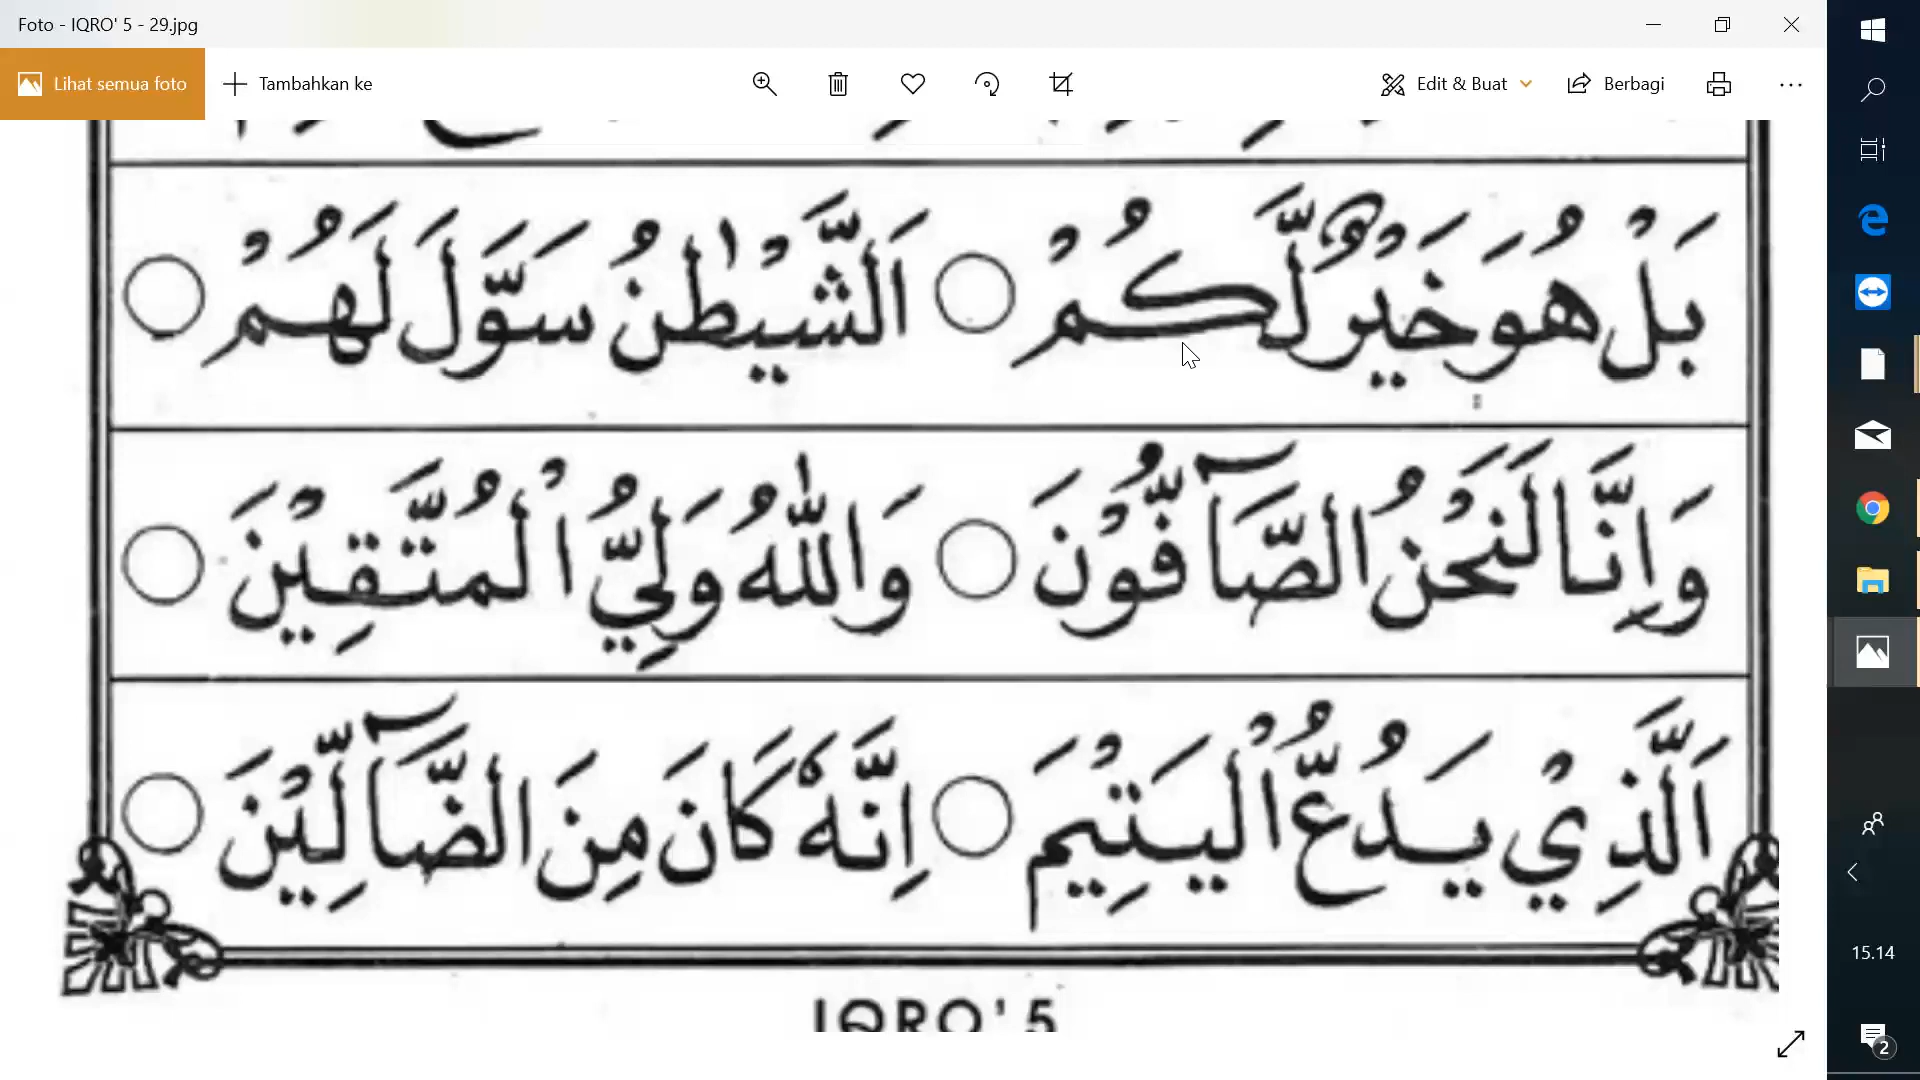 Foto - IQRO' 5 - 29.jpg
Lihat semua foto
Tambahkan ke
Edit & Buat
Berbagi
بَلْ هُوَ خَيْرٌ لَّكُمْ ○ اَلشَّيْطٰنُ سَوَّلَ لَهُمْ ○
وَاِنَّا لَنَحْنُ الصَّآفُّوْنَ ○ وَاللّٰهُ وَلِيُّ الْمُتَّقِيْنَ ○
اَلَّذِيْ يَدُعُّ الْيَتِيْمَ ○ اِنَّهٗ كَانَ مِنَ الضَّآلِّيْنَ ○
IQRO' 5
15.14
2